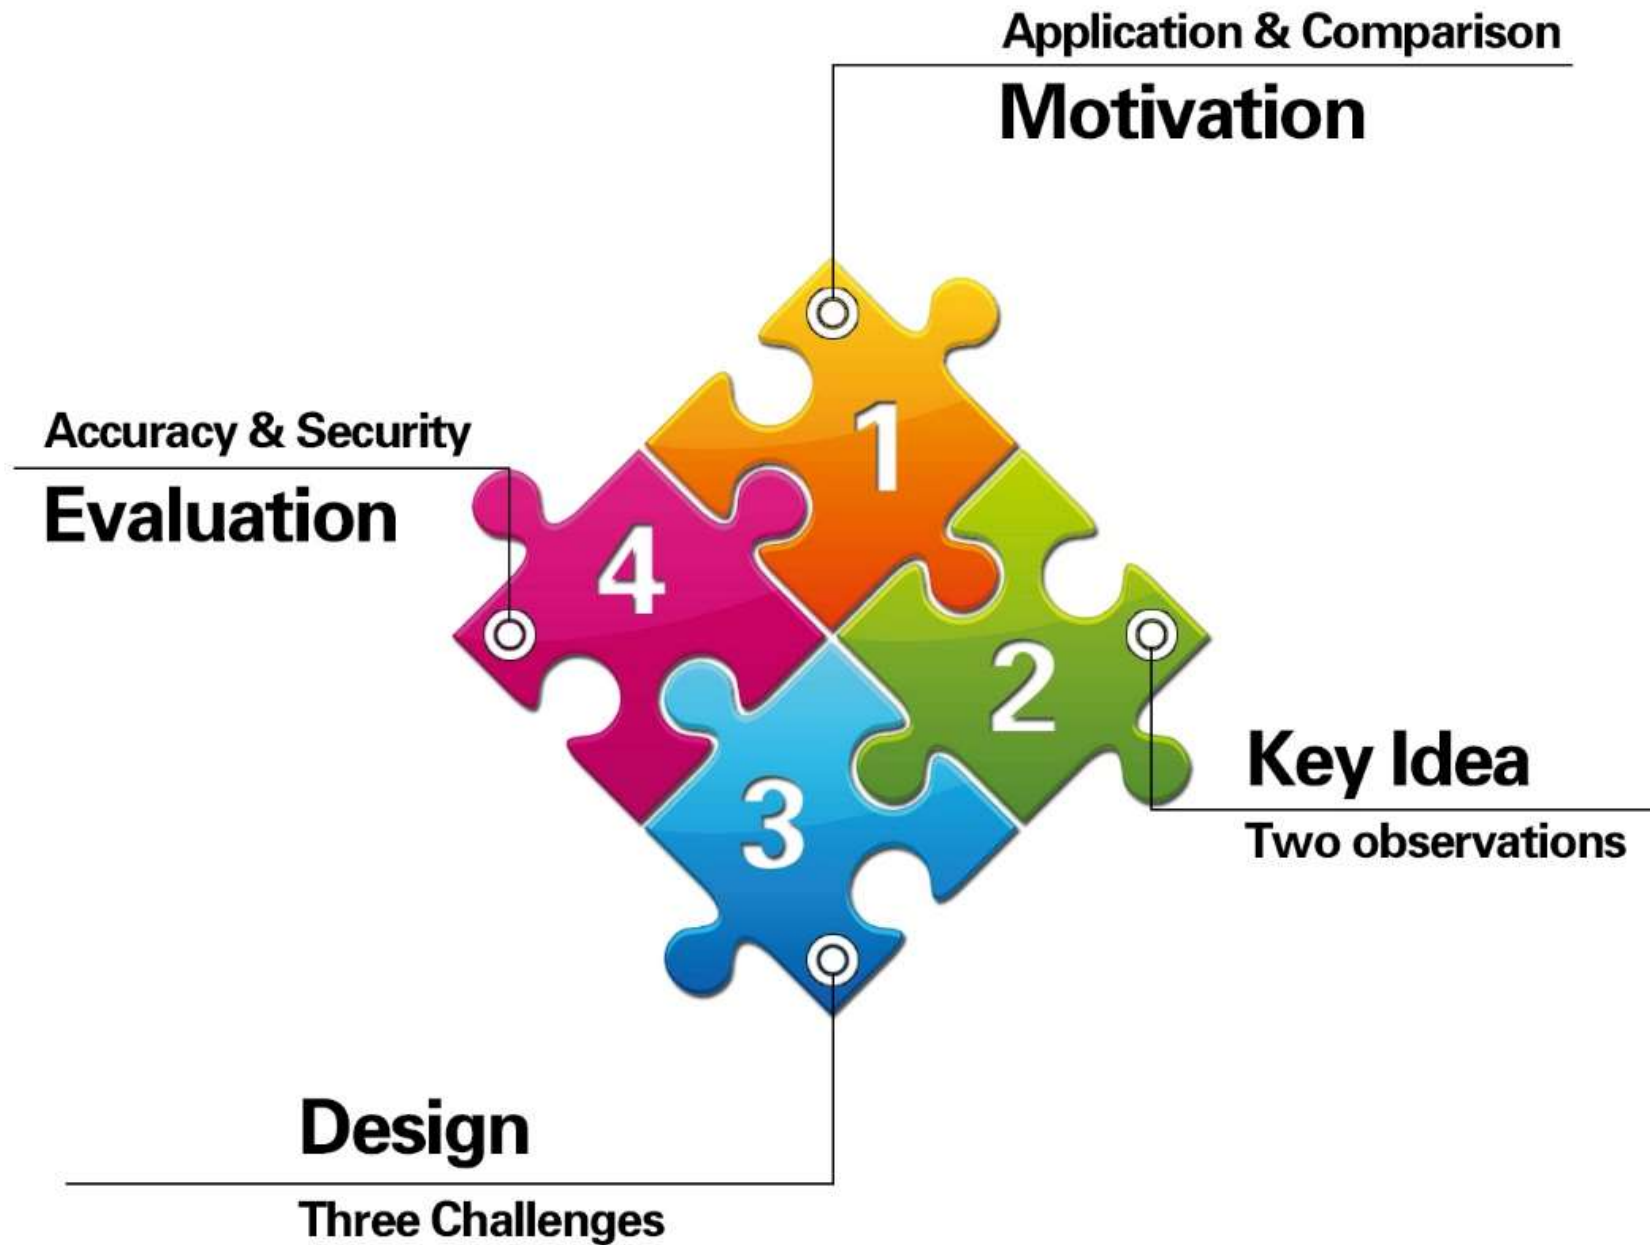 Application & Comparison
Motivation
1
Accuracy & Security
Evaluation
4
2
Key Idea
Two observations
3
Design
Three Challenges